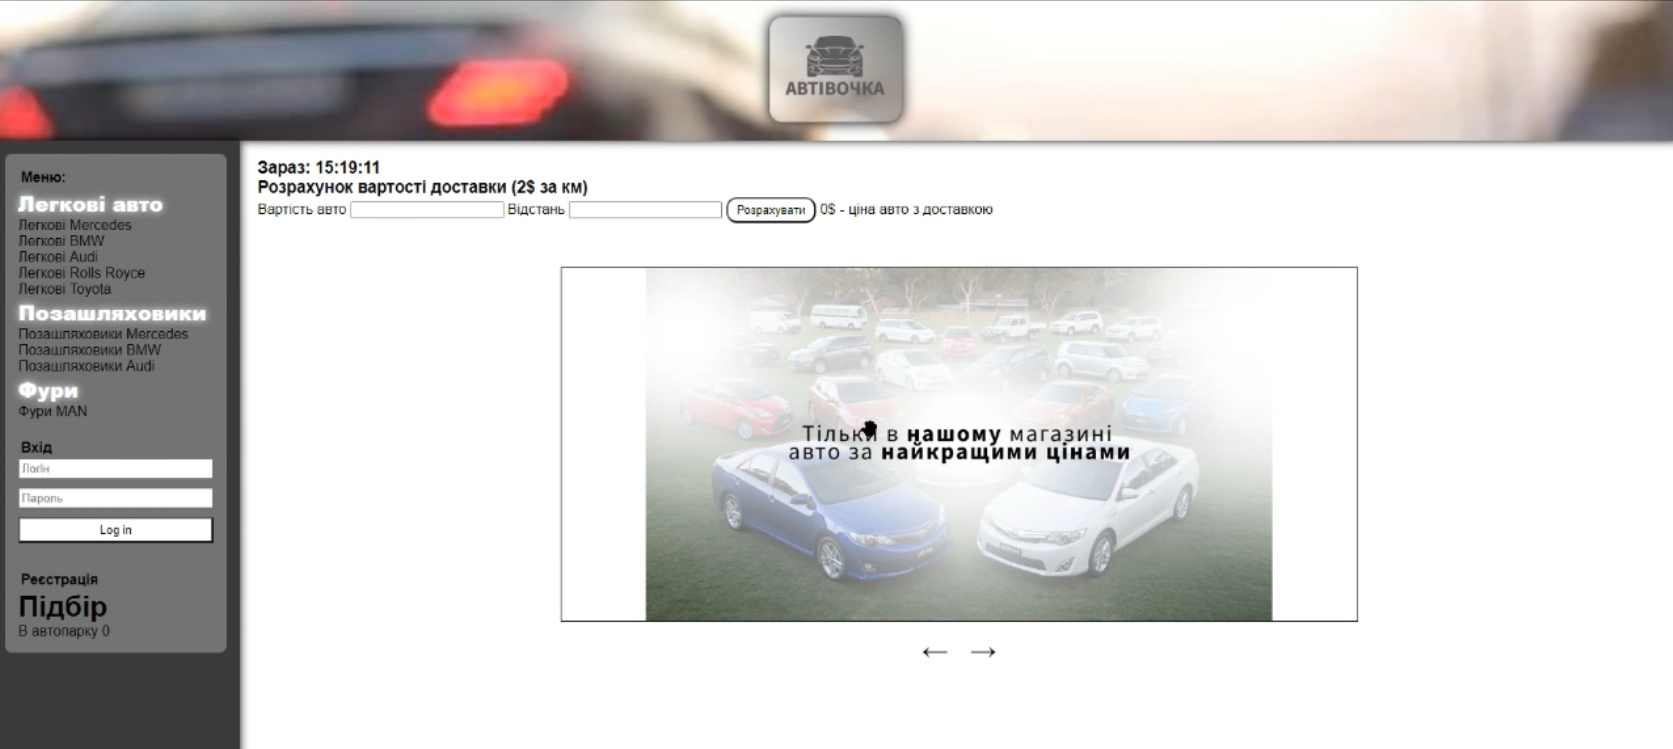 АВТІВОЧКА
Меню:
Легкові авто
Легкові Mercedes
Легкові BMW
Легкові Audi
Легкові Rolls Royce
Легкові Toyota
Позашляховики
Позашляховики Mercedes
Позашляховики BMW
Позашляховики Audi
Фури
Фури MAN
Вхід
Логін
Пароль
Log in
Реєстрація
Підбір
В автопарку 0
Зараз: 15:19:11
Розрахунок вартості доставки (2$ за км)
Вартість авто Відстань Розрахувати 0$ - ціна авто з доставкою
Тільки в нашому магазині
авто за найкращими цінами
← →